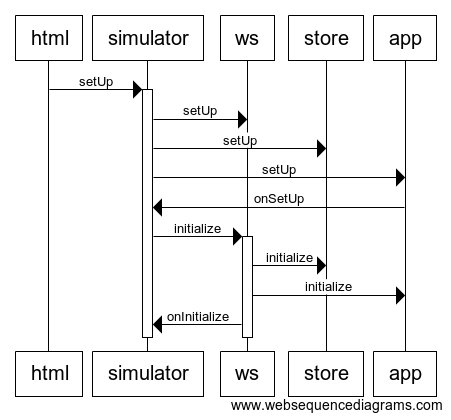 html simulator ws store app
setUp
setUp
setUp
setUp
onSetUp
initialize
initialize
initialize
onInitialize
html simulator ws store app
www.websequencediagrams.com